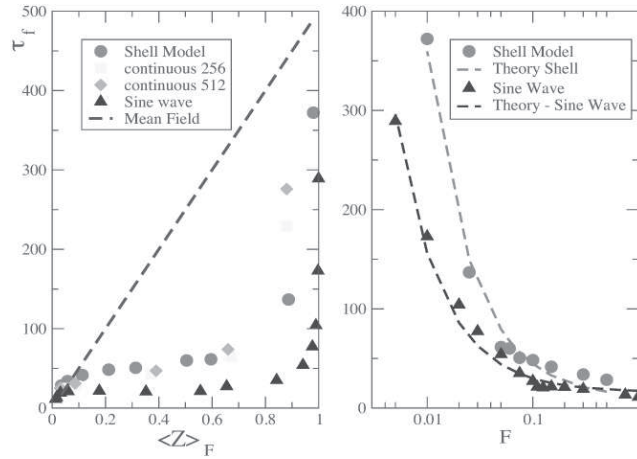 τ_f
500
400
300
200
100
0
0
0.2
0.4
0.6
0.8
1
<Z>_F
Shell Model
continuous 256
continuous 512
Sine wave
Mean Field
400
300
200
100
0
0.01
0.1
F
Shell Model
Theory Shell
Sine Wave
Theory - Sine Wave